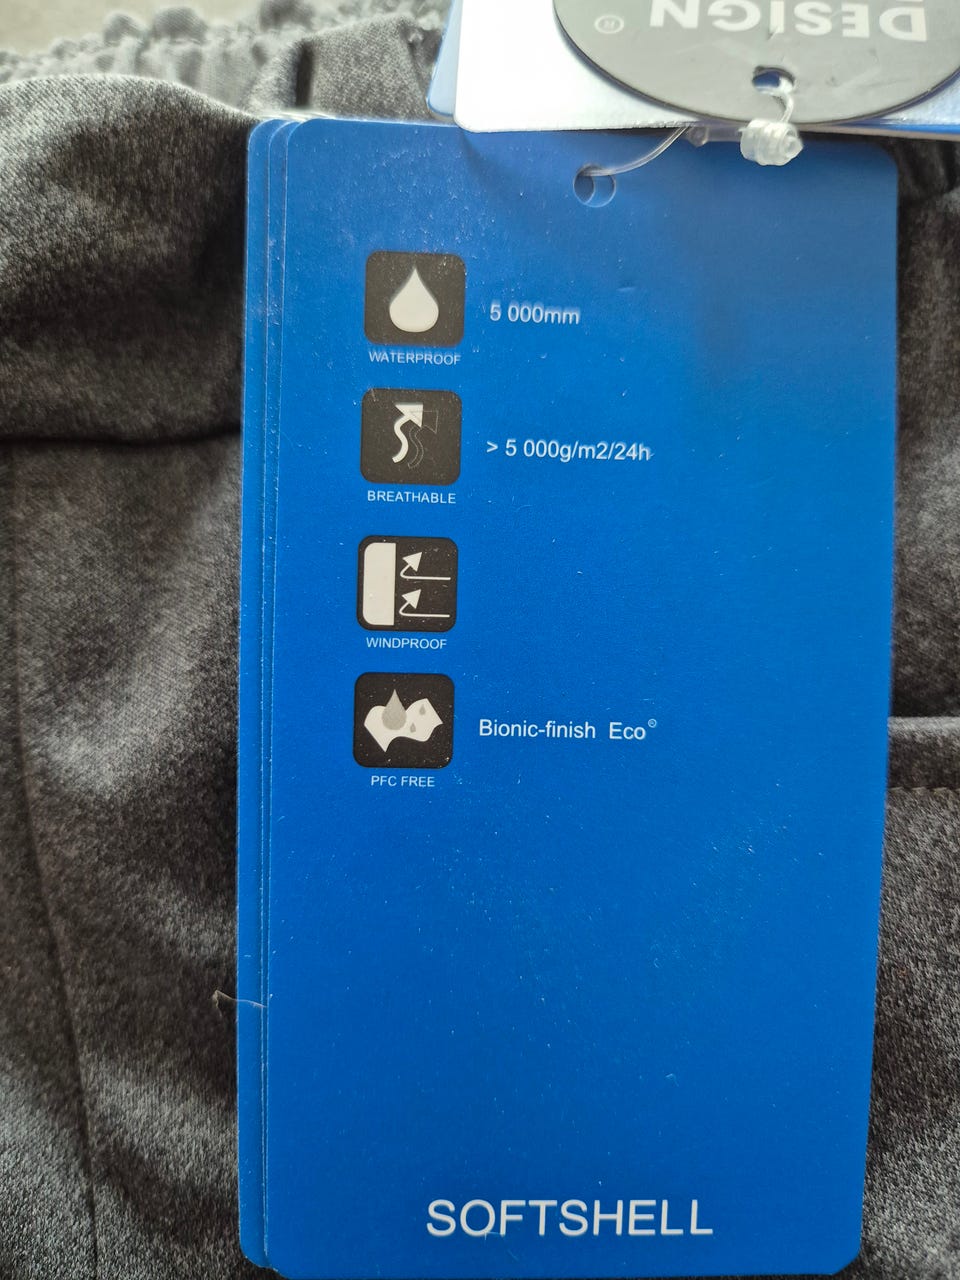 DESIGN ®
5 000mm
WATERPROOF
> 5 000g/m2/24h
BREATHABLE
WINDPROOF
Bionic-finish Eco®
PFC FREE
SOFTSHELL